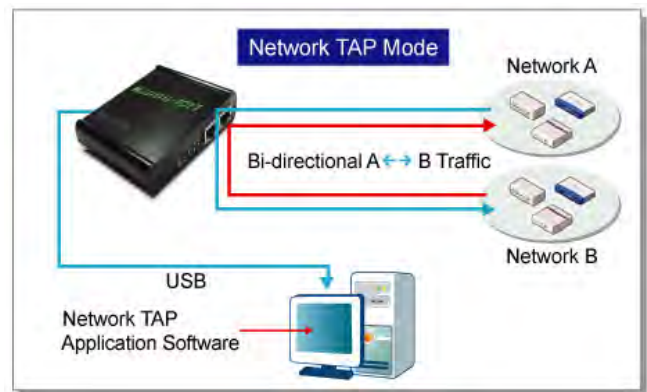 Network TAP Mode
Network A
Bi-directional A ↔ B Traffic
Network B
USB
Network TAP
Application Software